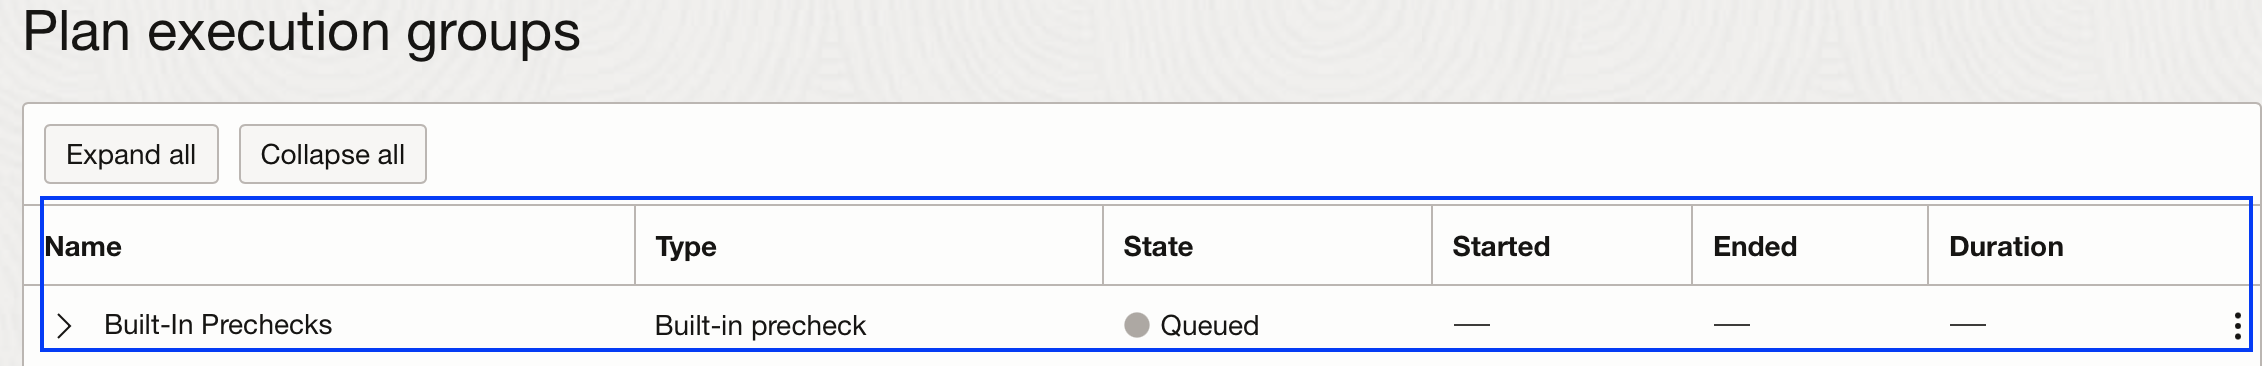 Plan execution groups
Expand all Collapse all
Name Type State Started Ended Duration
Built-In Prechecks Built-in precheck Queued — — —